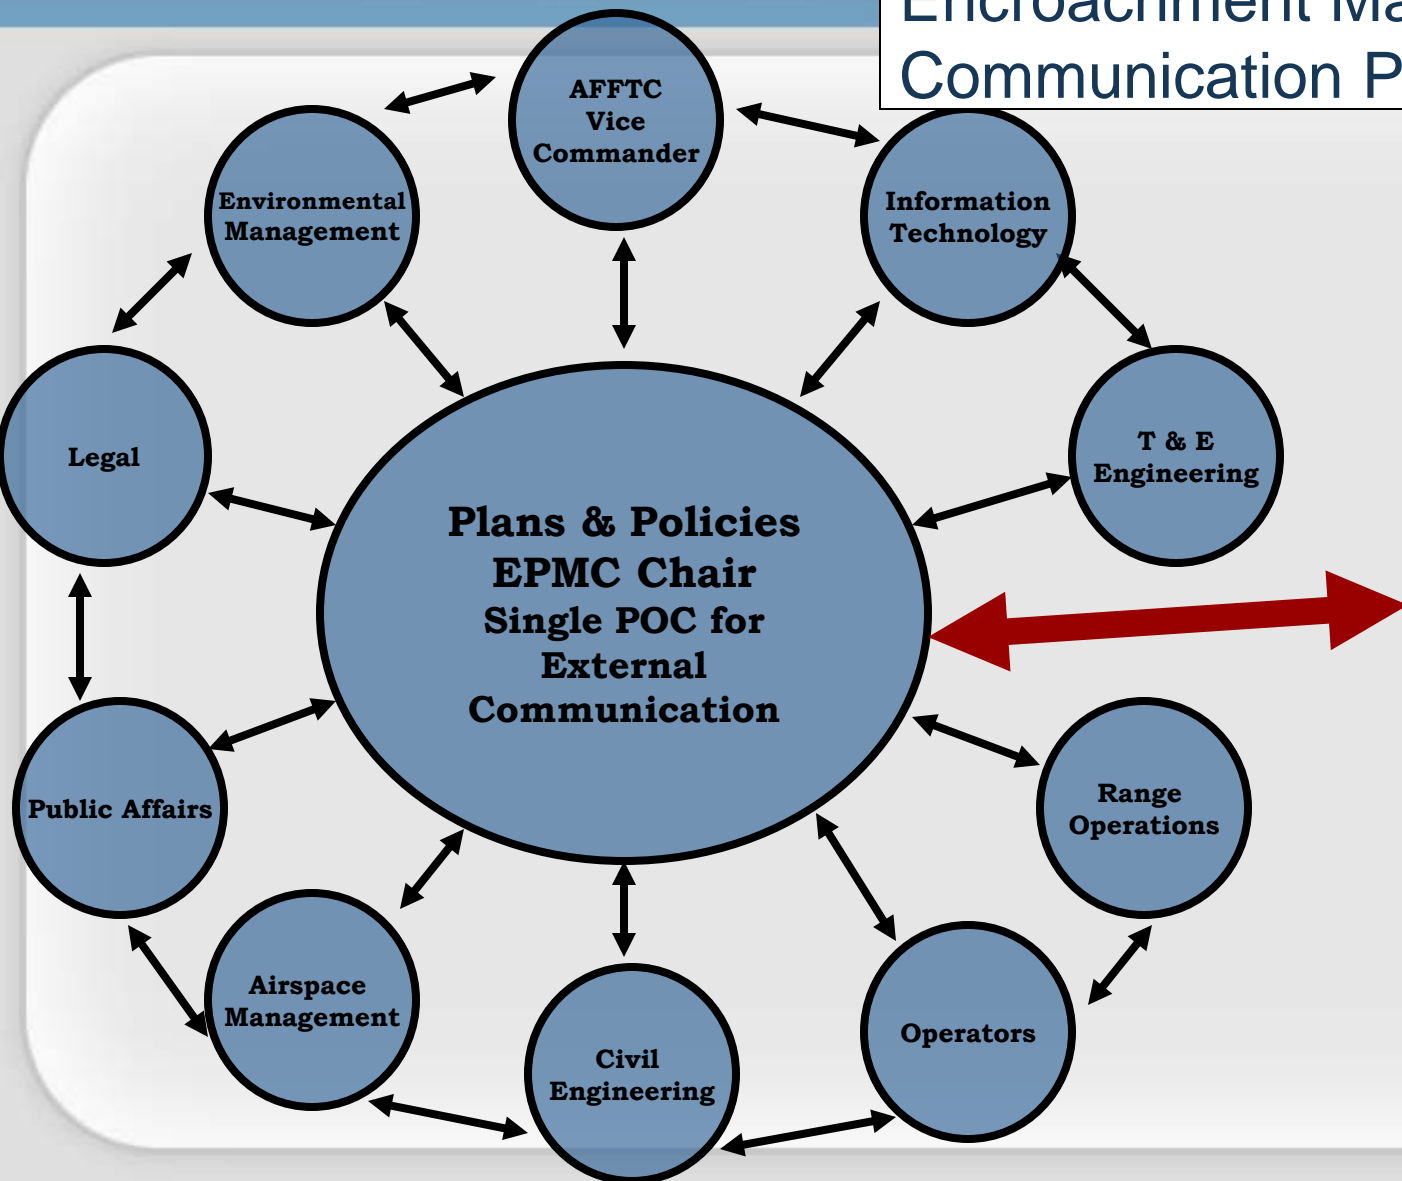 Encroachment
Communication
AFFTC
Vice
Commander
Environmental
Management
Information
Technology
Legal
T & E
Engineering
Plans & Policies
EPMC Chair
Single POC for
External
Communication
Public Affairs
Range
Operations
Airspace
Management
Civil
Engineering
Operators